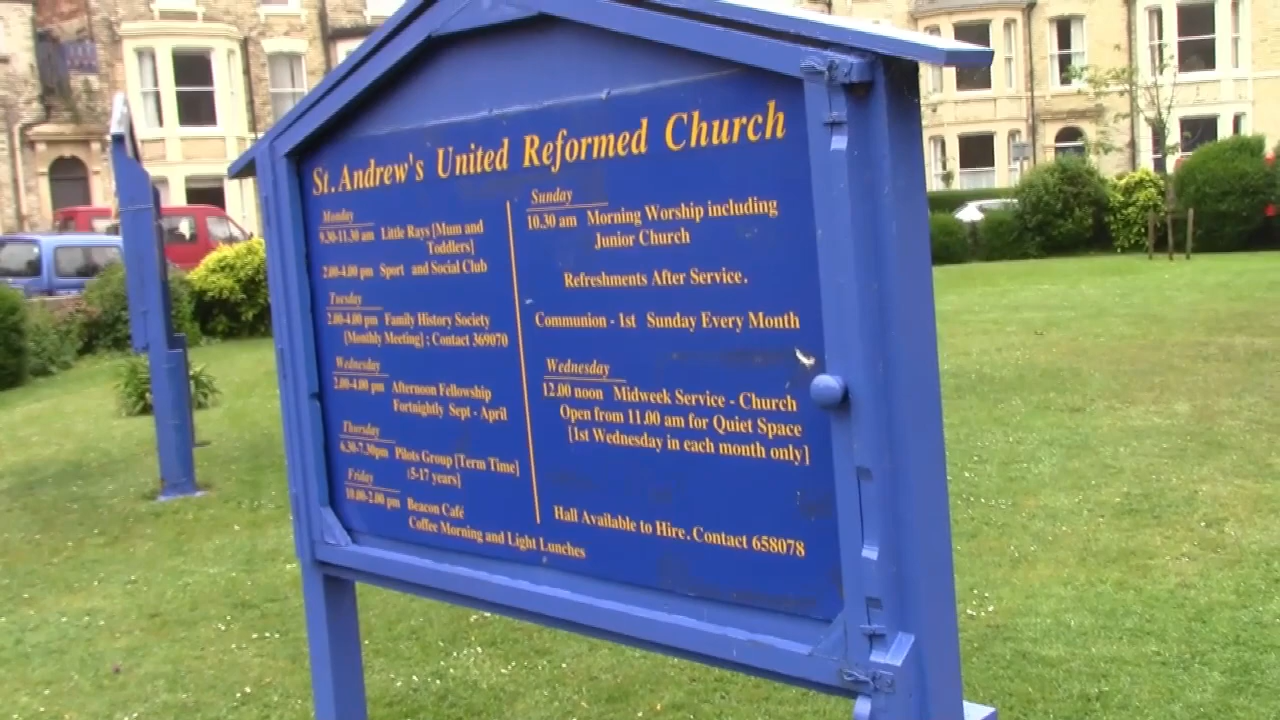 St. Andrew's United Reformed Church
Monday
9.30-11.30 am Little Rays [Mum and
Toddlers]
2.00-4.00 pm Sport and Social Club
Tuesday
2.00-4.00 pm Family History Society
[Monthly Meeting] : Contact 369070
Wednesday
2.00-4.00 pm Afternoon Fellowship
Fortnightly Sept - April
Thursday
6.30-7.30pm Pilots Group [Term Time]
[5-17 years]
Friday
10.00-2.00 pm Beacon Café
Coffee Morning and Light Lunches
Sunday
10.30 am Morning Worship including
Junior Church
Refreshments After Service.
Communion - 1st Sunday Every Month
Wednesday
12.00 noon Midweek Service - Church
Open from 11.00 am for Quiet Space
[1st Wednesday in each month only]
Hall Available to Hire. Contact 658078